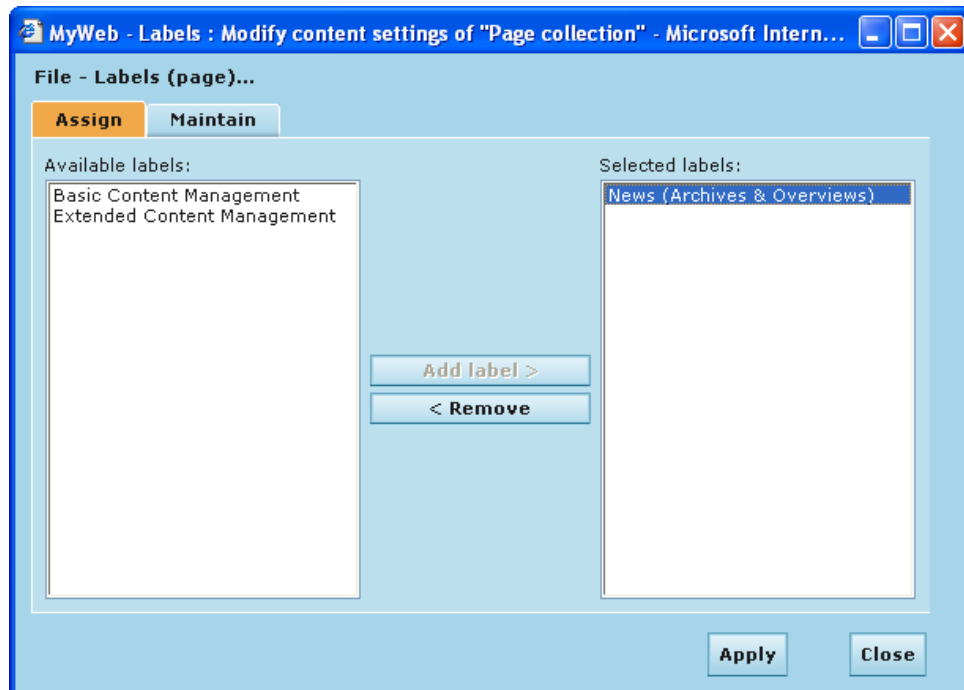 MyWeb - Labels : Modify content settings of "Page collection" - Microsoft Intern...
File - Labels (page)...
Assign Maintain
Available labels: Selected labels:
Basic Content Management News (Archives & Overviews)
Extended Content Management
Add label >
< Remove
Apply Close